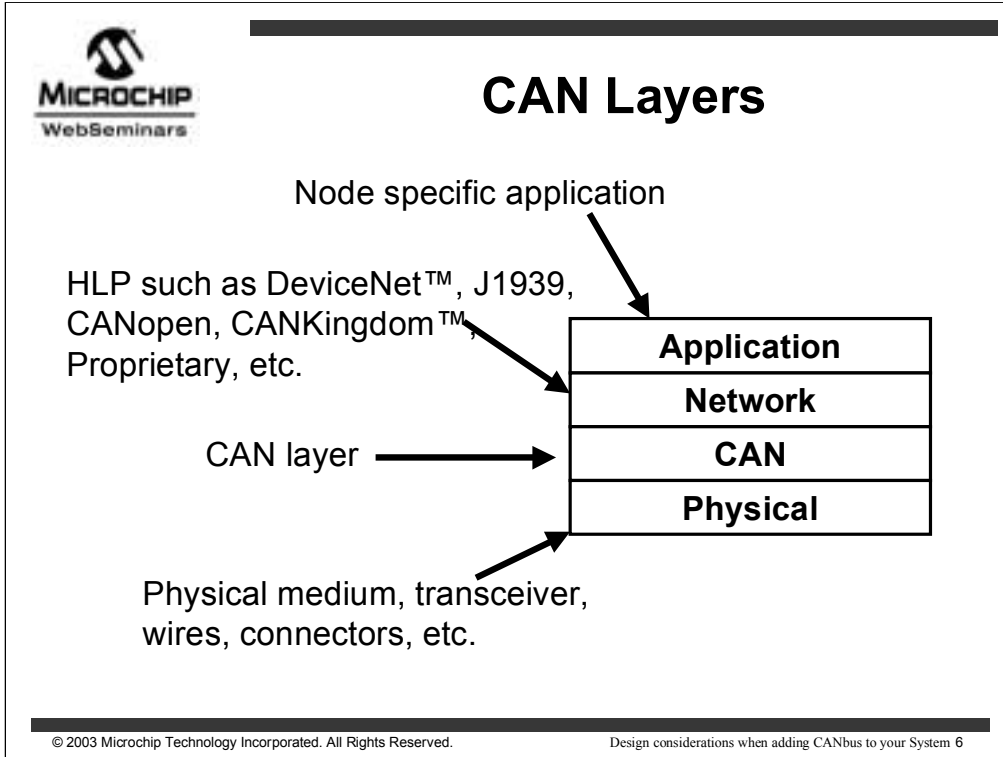 MICROCHIP
WebSeminars
CAN Layers
Node specific application
HLP such as DeviceNet™, J1939,
CANopen, CANKingdom™,
Proprietary, etc.
Application
Network
CAN layer
CAN
Physical
Physical medium, transceiver,
wires, connectors, etc.
© 2003 Microchip Technology Incorporated. All Rights Reserved.
Design considerations when adding CANbus to your System 6